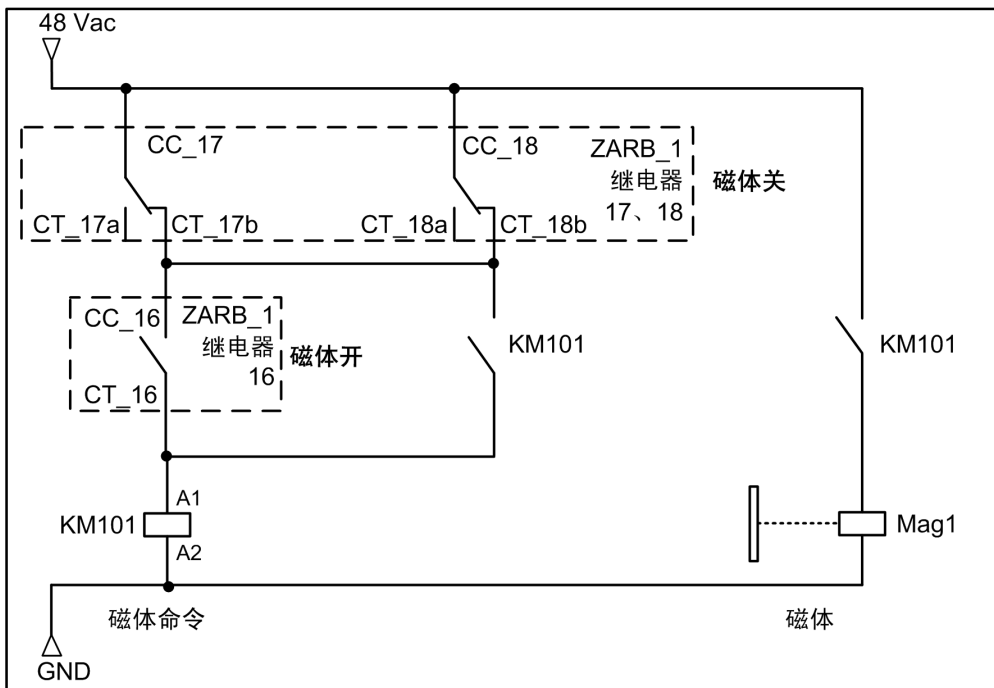 48 Vac
CC_17
CC_18
ZARB_1
继电器
17、18
磁体关
CT_17a
CT_17b
CT_18a
CT_18b
CC_16
ZARB_1
继电器
16
磁体开
CT_16
KM101
KM101
A1
KM101
A2
Mag1
磁体命令
磁体
GND